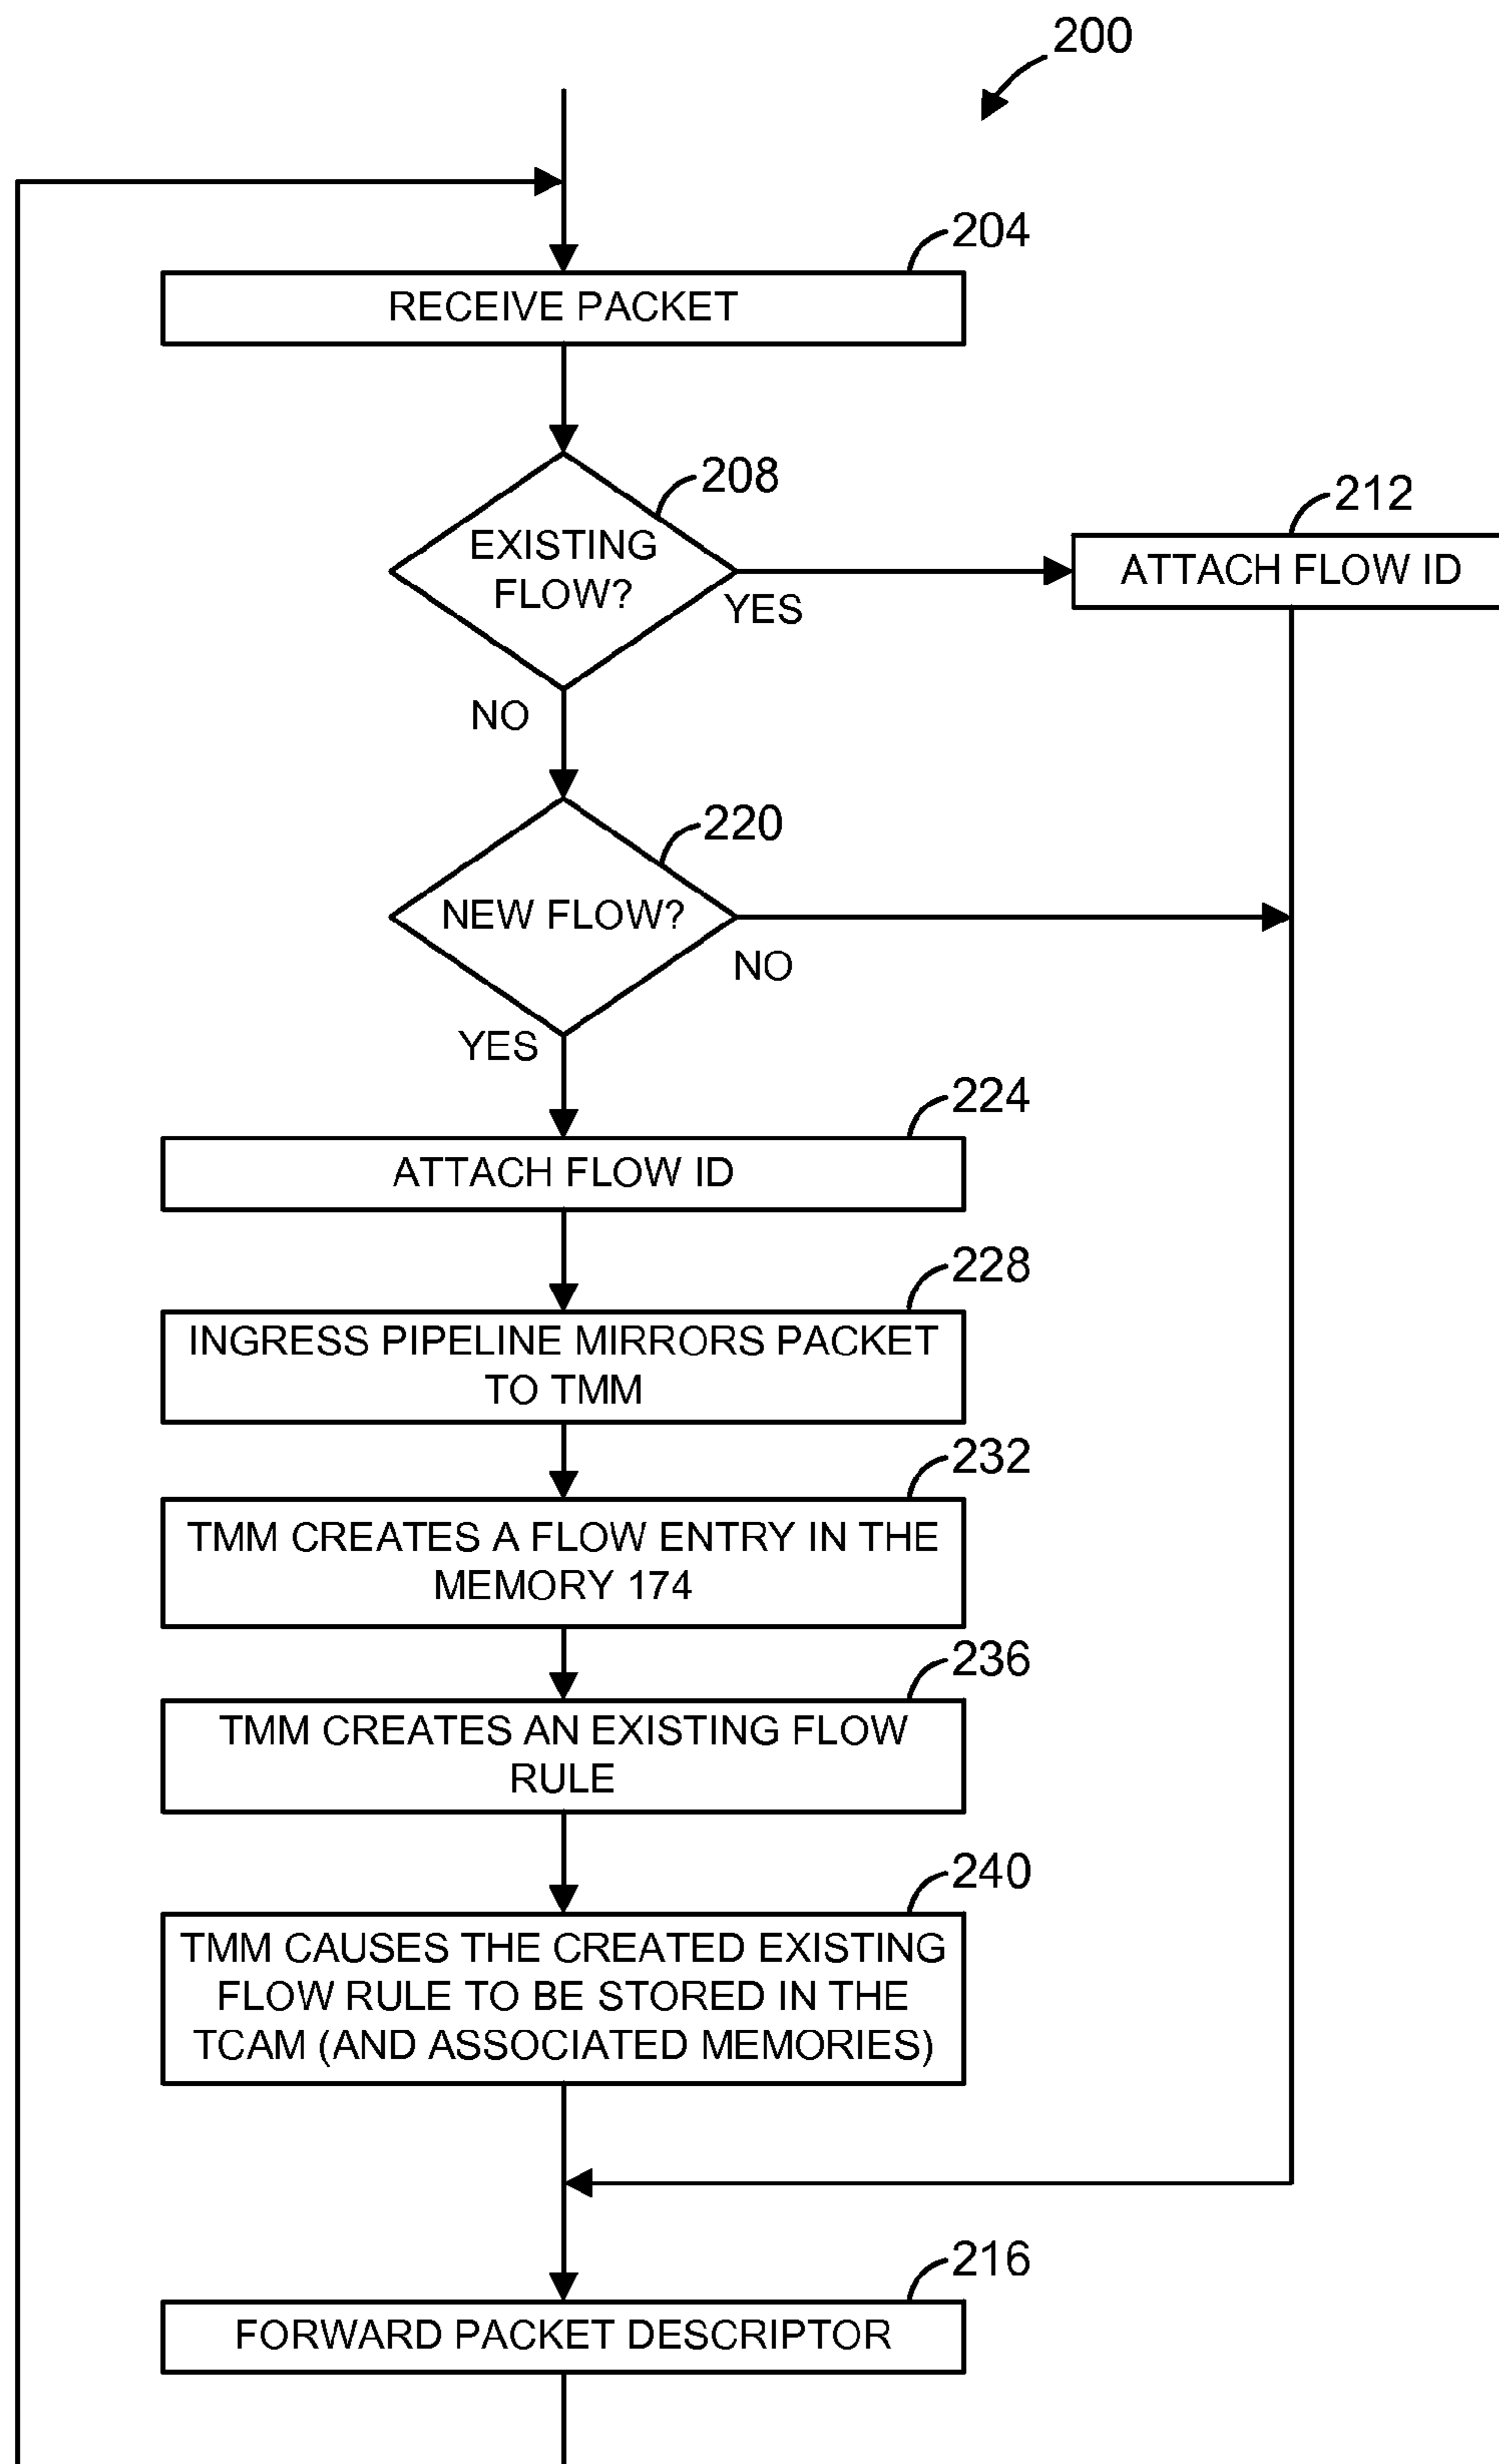 200
204
RECEIVE PACKET
208
EXISTING
FLOW?
YES
212
ATTACH FLOW ID
NO
220
NEW FLOW?
NO
YES
224
ATTACH FLOW ID
228
INGRESS PIPELINE MIRRORS PACKET
TO TMM
232
TMM CREATES A FLOW ENTRY IN THE
MEMORY 174
236
TMM CREATES AN EXISTING FLOW
RULE
240
TMM CAUSES THE CREATED EXISTING
FLOW RULE TO BE STORED IN THE
TCAM (AND ASSOCIATED MEMORIES)
216
FORWARD PACKET DESCRIPTOR